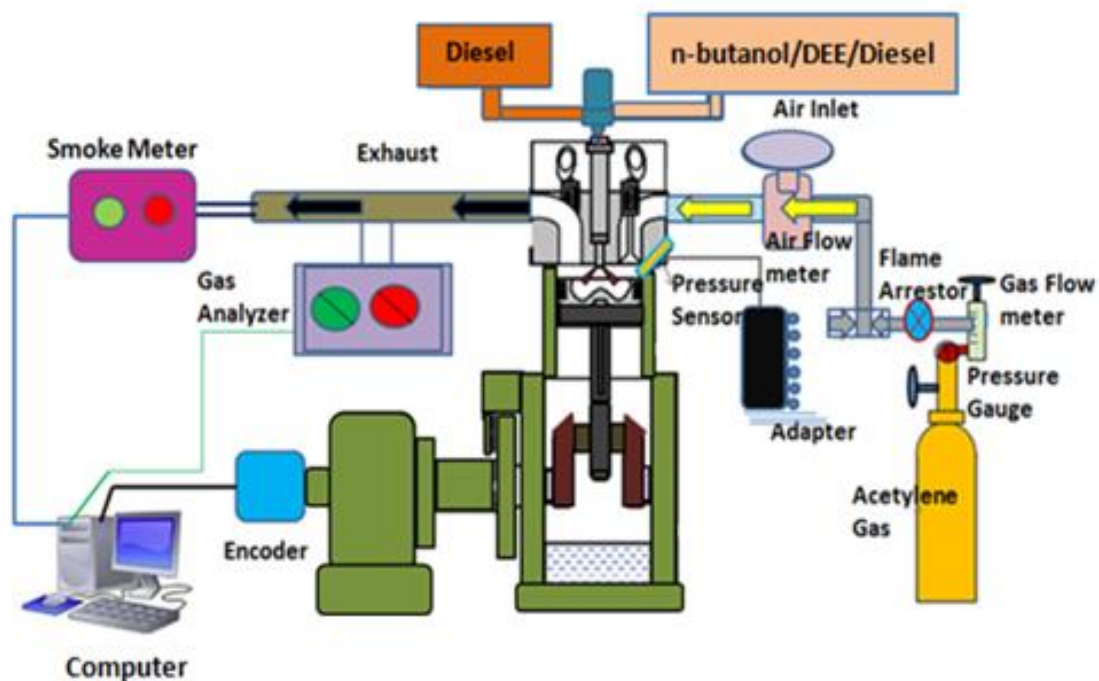 Diesel
n-butanol/DEE/Diesel
Air Inlet
Smoke Meter
Exhaust
Air Flow
meter
Flame
Arrestor
Gas Flow
meter
Gas
Analyzer
Pressure
Sensor
Pressure
Gauge
Adapter
Acetylene
Gas
Encoder
Computer